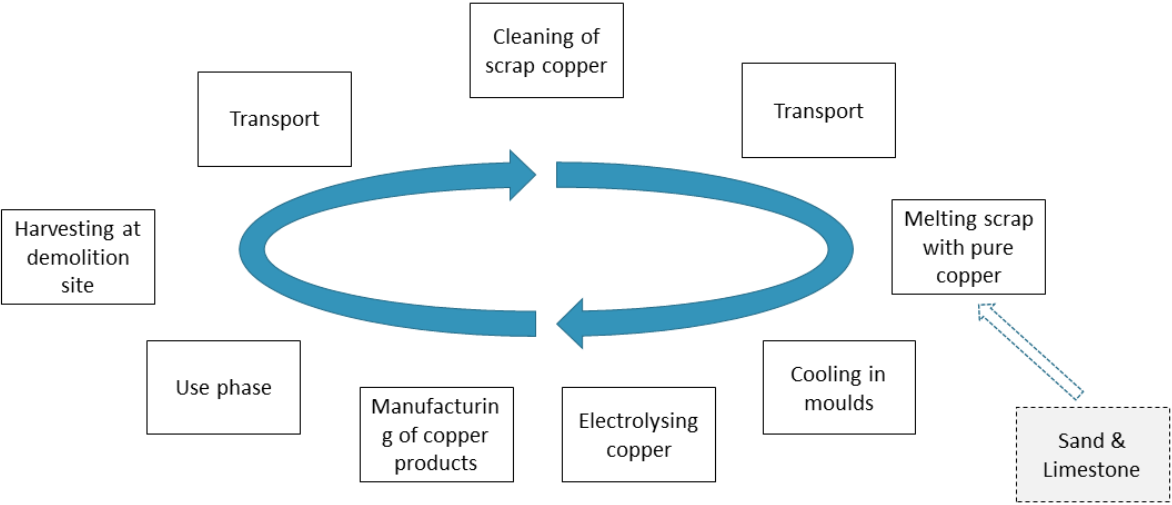 Cleaning of
scrap copper
Transport
Transport
Harvesting at
demolition
site
Melting scrap
with pure
copper
Use phase
Manufacturin
g of copper
products
Electrolysing
copper
Cooling in
moulds
Sand &
Limestone